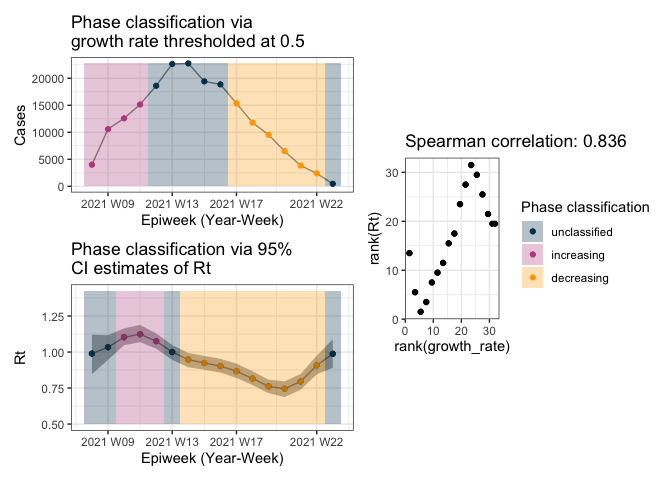 Phase classification via
growth rate thresholded at 0.5
20000
15000
10000
5000
0
Cases
2021 W09
2021 W13
2021 W17
2021 W22
Epiweek (Year-Week)
Phase classification via 95%
CI estimates of Rt
1.25
1.00
0.75
0.50
Rt
2021 W09
2021 W13
2021 W17
2021 W22
Epiweek (Year-Week)
Spearman correlation: 0.836
30
20
10
0
rank(Rt)
0
10
20
30
rank(growth_rate)
Phase classification
unclassified
increasing
decreasing